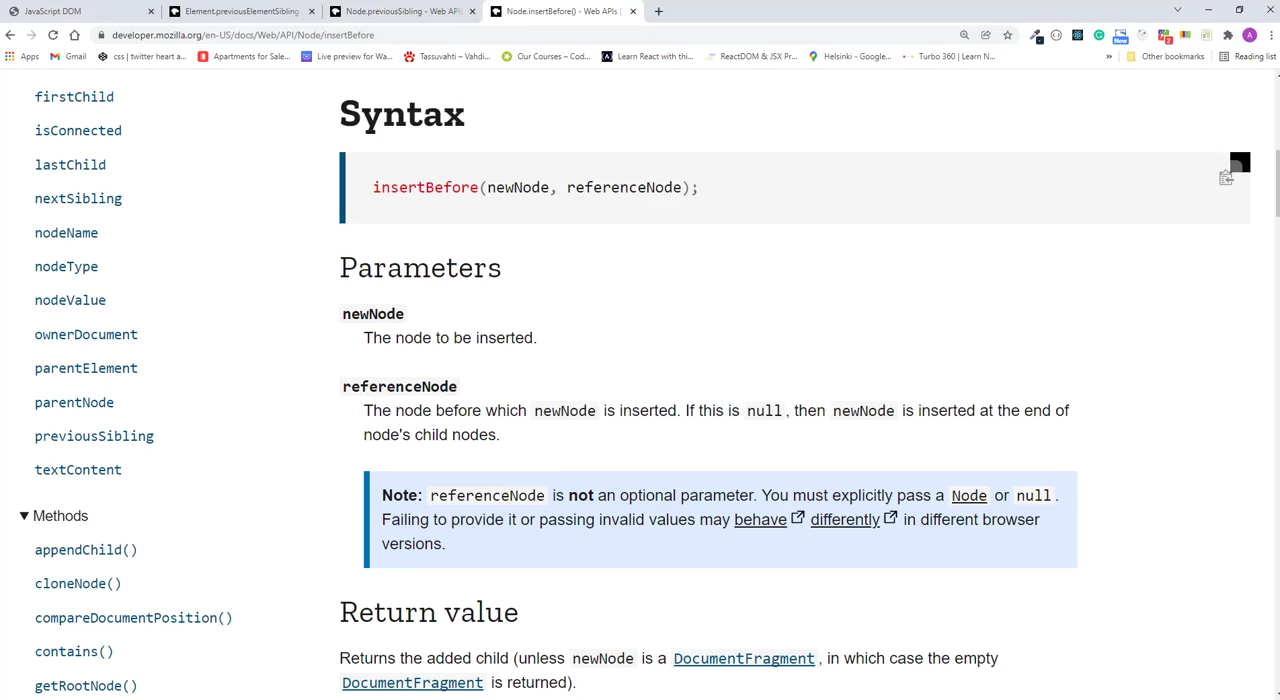 JavaScript DOM
Element.previousElementSibling
Node.previousSibling - Web APIs
Node.insertBefore() - Web APIs |
developer.mozilla.org/en-US/docs/Web/API/Node/insertBefore
Apps
Gmail
css | twitter heart a...
Apartments for Sale...
Live preview for Wa...
Tassuvahti – Vahdi...
Our Courses – Cod...
Learn React with thi...
ReactDOM & JSX Pr...
Helsinki - Google...
Turbo 360 | Learn N...
»
Other bookmarks
Reading list
firstChild
isConnected
lastChild
nextSibling
nodeName
nodeType
nodeValue
ownerDocument
parentElement
parentNode
previousSibling
textContent
▼ Methods
appendChild()
cloneNode()
compareDocumentPosition()
contains()
getRootNode()
Syntax
insertBefore(newNode, referenceNode);
Parameters
newNode
The node to be inserted.
referenceNode
The node before which newNode is inserted. If this is null, then newNode is inserted at the end of
node's child nodes.
Note: referenceNode is not an optional parameter. You must explicitly pass a Node or null.
Failing to provide it or passing invalid values may behave differently in different browser
versions.
Return value
Returns the added child (unless newNode is a DocumentFragment, in which case the empty
DocumentFragment is returned).